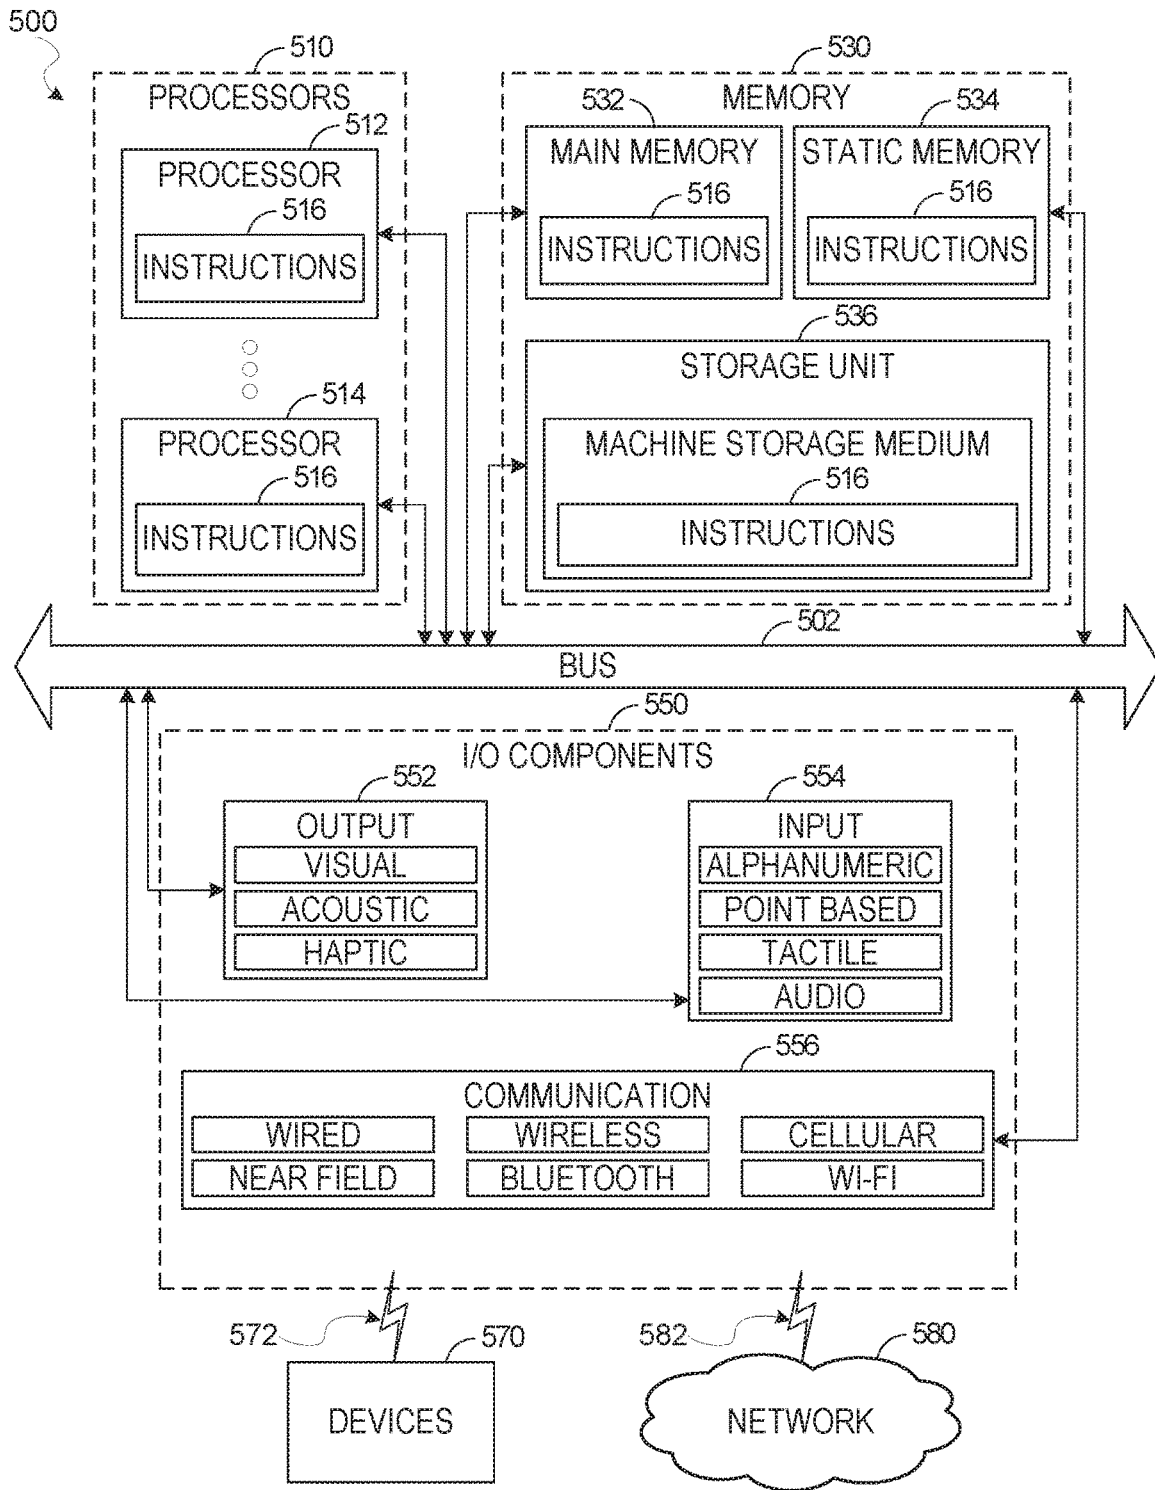 500
510
PROCESSORS
512
PROCESSOR
516
INSTRUCTIONS
514
PROCESSOR
516
INSTRUCTIONS
530
MEMORY
532
MAIN MEMORY
516
INSTRUCTIONS
534
STATIC MEMORY
516
INSTRUCTIONS
536
STORAGE UNIT
MACHINE STORAGE MEDIUM
516
INSTRUCTIONS
502
BUS
550
I/O COMPONENTS
552
OUTPUT
VISUAL
ACOUSTIC
HAPTIC
554
INPUT
ALPHANUMERIC
POINT BASED
TACTILE
AUDIO
556
COMMUNICATION
WIRED
WIRELESS
CELLULAR
NEAR FIELD
BLUETOOTH
WI-FI
572
570
DEVICES
582
580
NETWORK